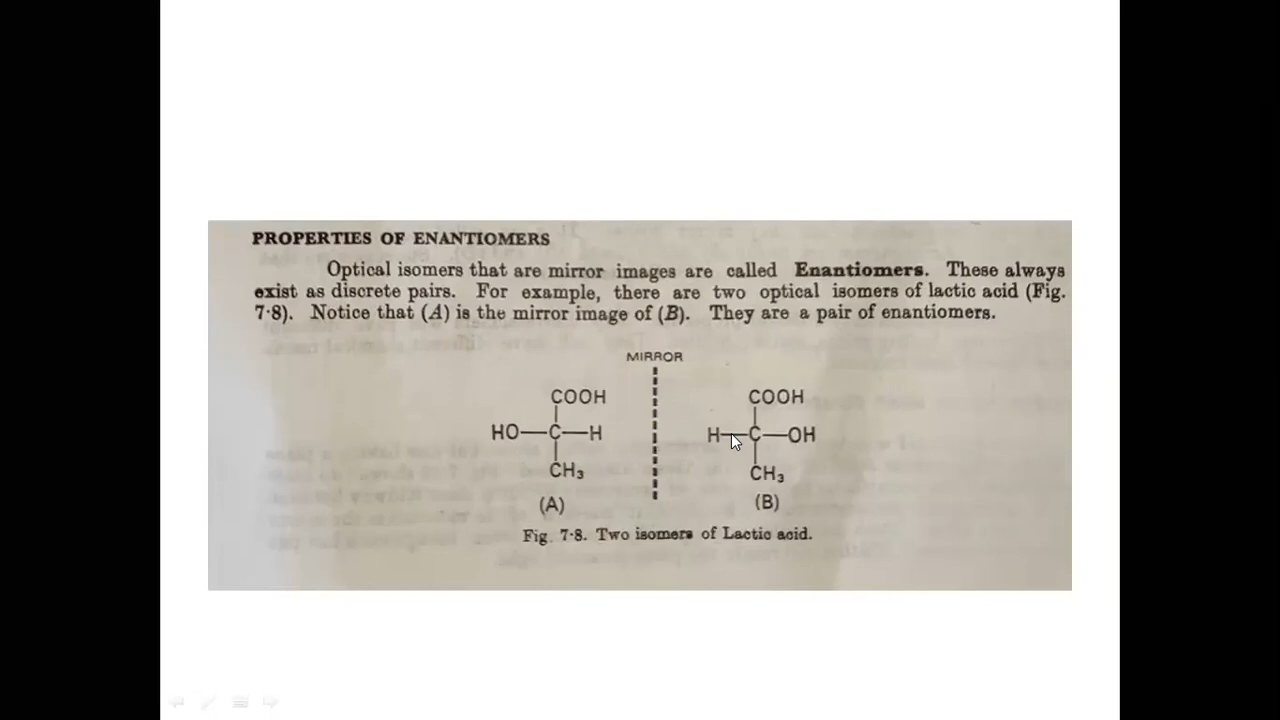 PROPERTIES OF ENANTIOMERS
Optical isomers that are mirror images are called Enantiomers. These always
exist as discrete pairs. For example, there are two optical isomers of lactic acid (Fig.
7·8). Notice that (A) is the mirror image of (B). They are a pair of enantiomers.
MIRROR
COOH COOH
HO—C—H H—C—OH
CH₃ CH₃
(A) (B)
Fig. 7·8. Two isomers of Lactic acid.